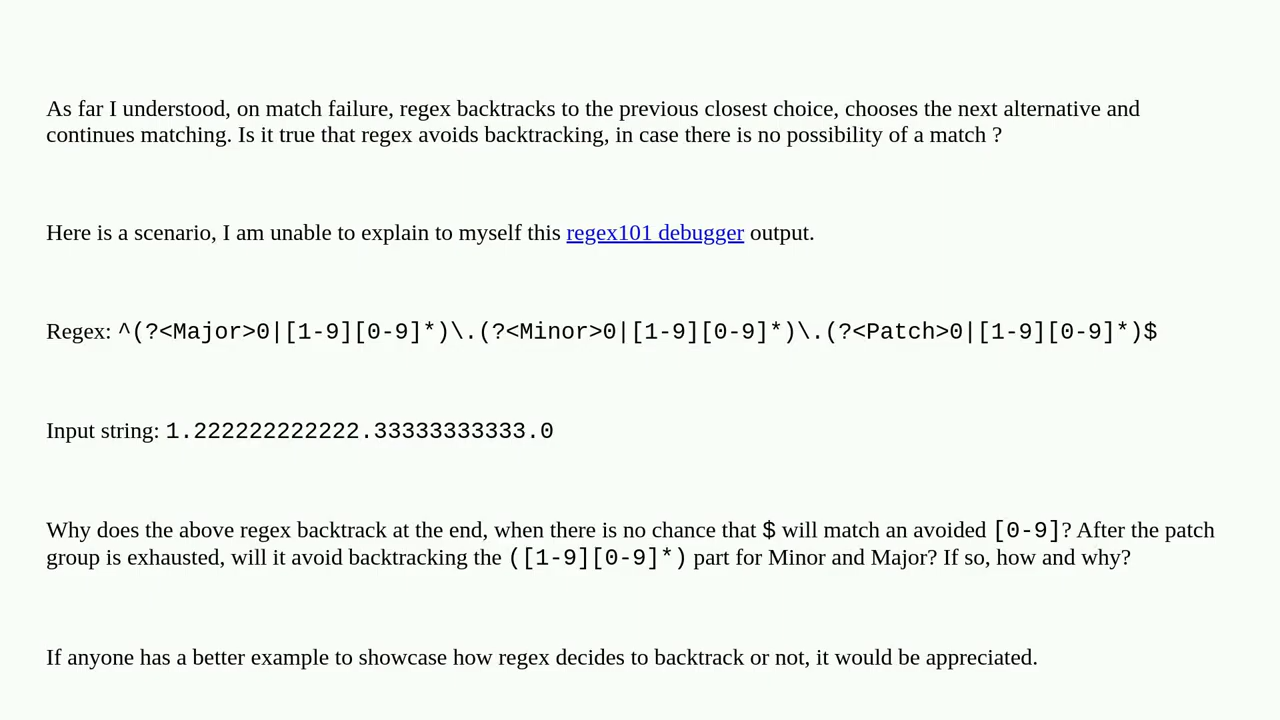 As far I understood, on match failure, regex backtracks to the previous closest choice, chooses the next alternative and
continues matching. Is it true that regex avoids backtracking, in case there is no possibility of a match ?
Here is a scenario, I am unable to explain to myself this regex101 debugger output.
Regex: ^(?<Major>0|[1-9][0-9]*)\.(?<Minor>0|[1-9][0-9]*)\.(?<Patch>0|[1-9][0-9]*)$
Input string: 1.222222222222.33333333333.0
Why does the above regex backtrack at the end, when there is no chance that $ will match an avoided [0-9]? After the patch
group is exhausted, will it avoid backtracking the ([1-9][0-9]*) part for Minor and Major? If so, how and why?
If anyone has a better example to showcase how regex decides to backtrack or not, it would be appreciated.